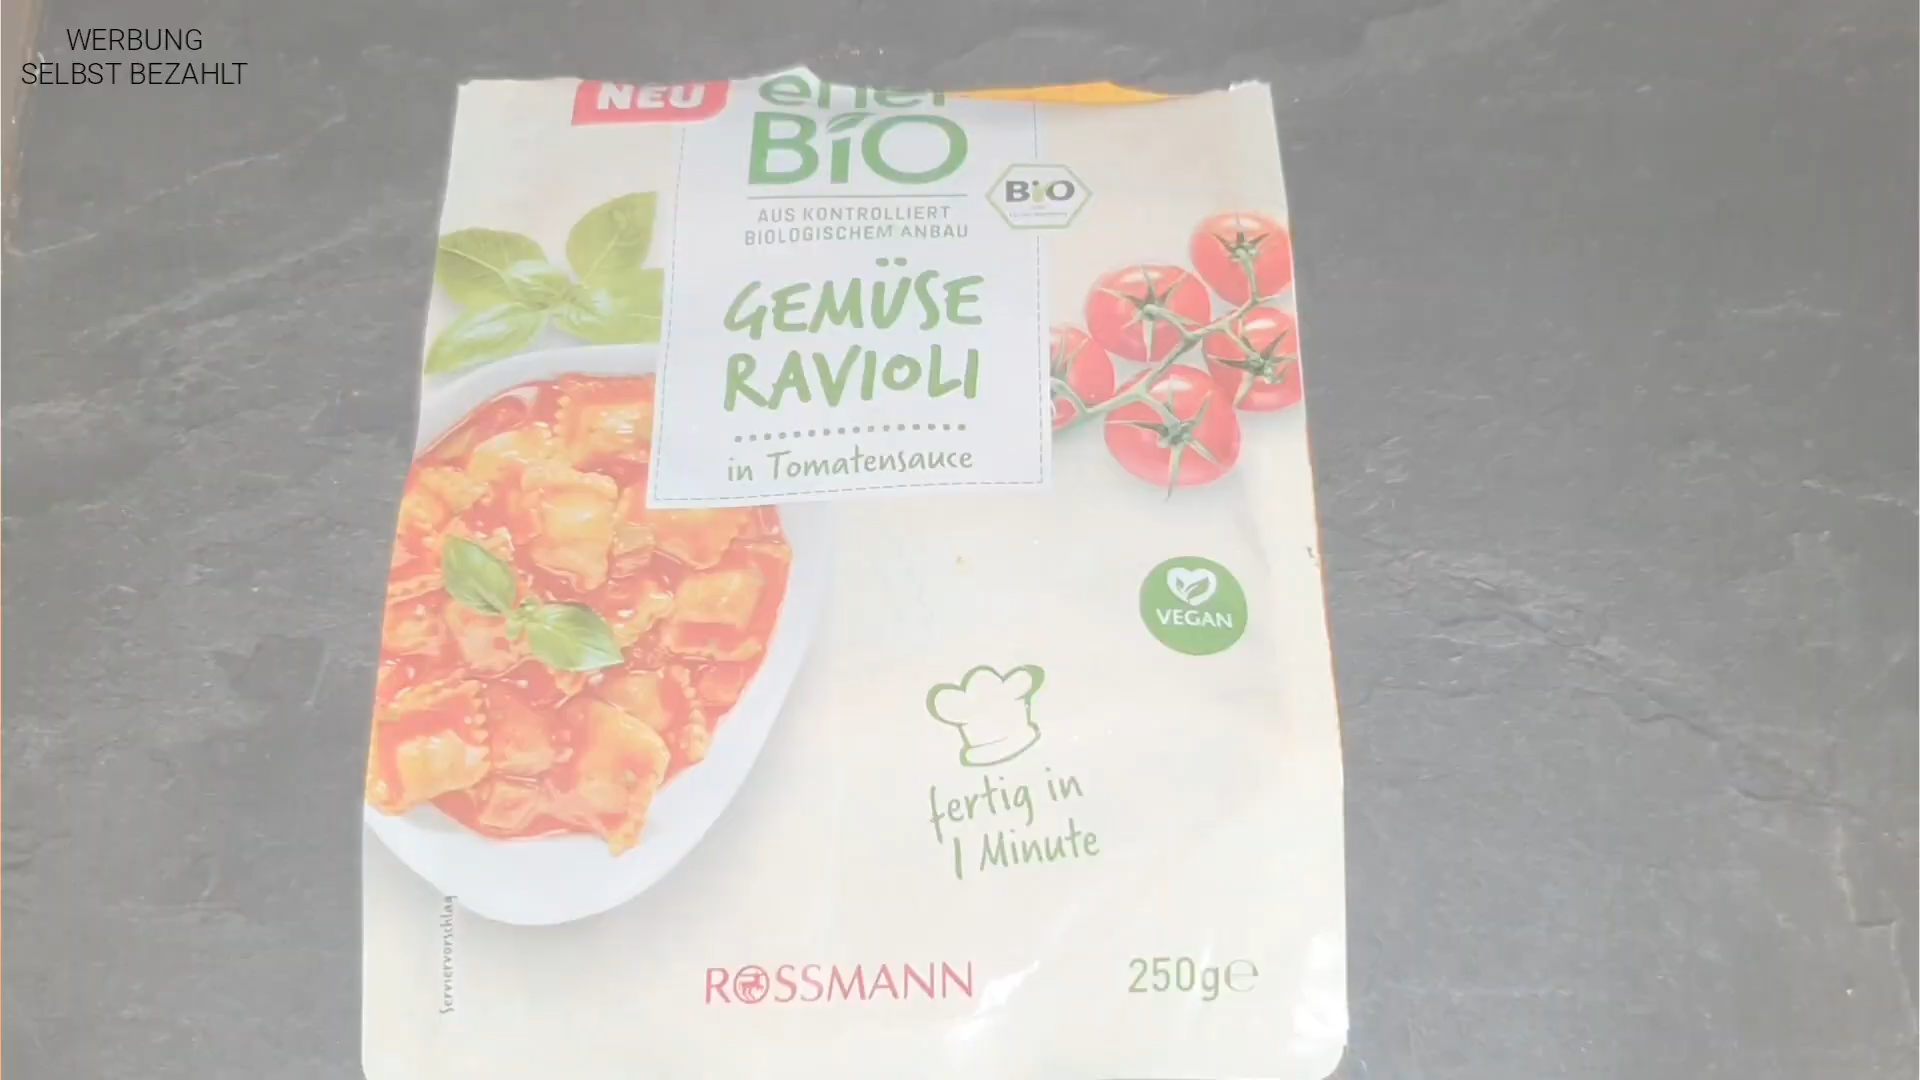 WERBUNG
SELBST BEZAHLT
NEU
ener
BiO
AUS KONTROLLIERT
BIOLOGISCHEM ANBAU
BiO
GEMÜSE
RAVIOLI
in Tomatensauce
VEGAN
fertig in
1 Minute
Serviervorschlag
ROSSMANN
250g℮